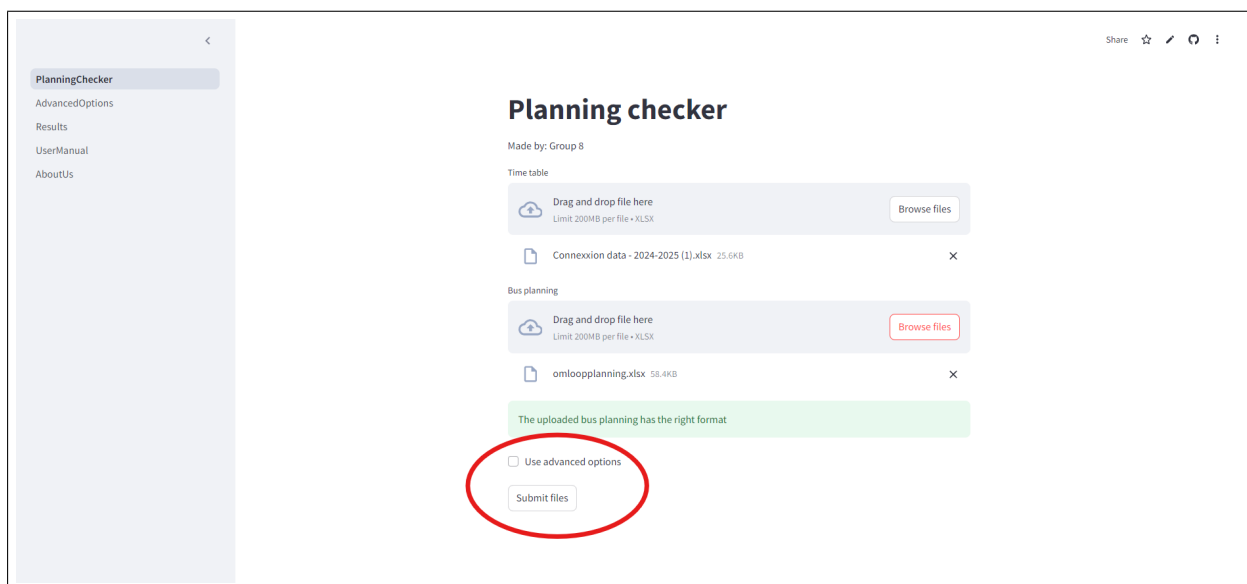 Share
PlanningChecker
AdvancedOptions
Results
UserManual
AboutUs
Planning checker
Made by: Group 8
Time table
Drag and drop file here
Limit 200MB per file • XLSX
Browse files
Connexxion data - 2024-2025 (1).xlsx 25.6KB
Bus planning
Drag and drop file here
Limit 200MB per file • XLSX
Browse files
omloopplanning.xlsx 58.4KB
The uploaded bus planning has the right format
Use advanced options
Submit files